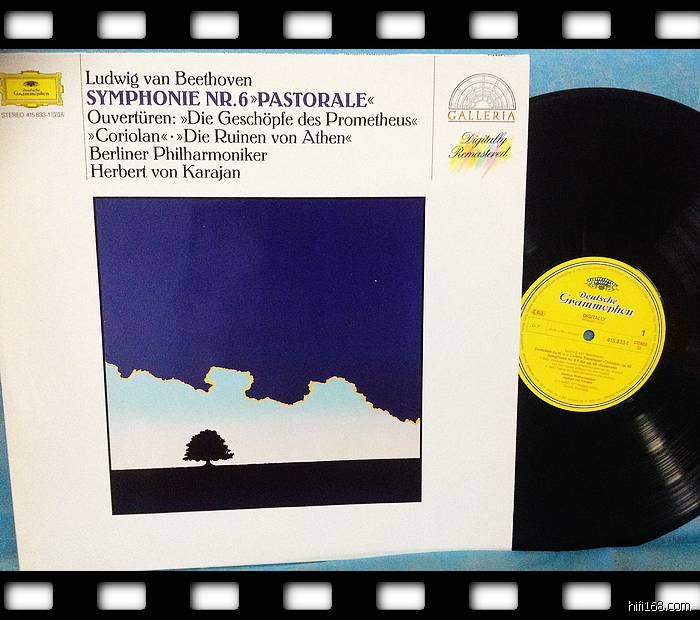 Deutsche
Grammophon
STEREO 415 833-1
Ludwig van Beethoven
SYMPHONIE NR.6 »PASTORALE«
Ouvertüren: »Die Geschöpfe des Prometheus«
»Coriolan« · »Die Ruinen von Athen«
Berliner Philharmoniker
Herbert von Karajan
GALLERIA
Digitally
Remastered
Deutsche
Grammophon
DIGITALLY
1
415 833-1
STEREO
hifi168.com